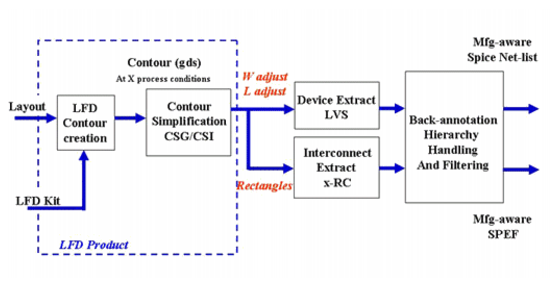 Contour (gds)
At X process conditions
Layout
LFD
Contour
creation
Contour
Simplification
CSG/CSI
LFD Kit
LFD Product
W adjust
L adjust
Rectangles
Device Extract
LVS
Interconnect
Extract
x-RC
Back-annotation
Hierarchy
Handling
And Filtering
Mfg-aware
Spice Net-list
Mfg-aware
SPEF